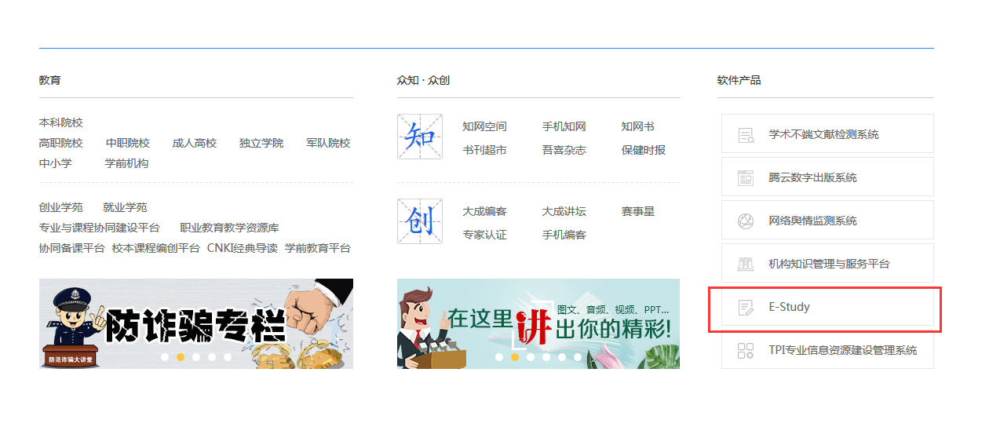 教育
本科院校
高职院校 中职院校 成人高校 独立学院 军队院校
中小学 学前机构
创业学苑 就业学苑
专业与课程协同建设平台 职业教育教学资源库
协同备课平台 校本课程编创平台 CNKI经典导读 学前教育平台
防诈骗专栏
防范诈骗大讲堂
众知 · 众创
知
知网空间 手机知网 知网书
书刊超市 吾喜杂志 保健时报
创
大成编客 大成讲坛 赛事星
专家认证 手机编客
图文、音频、视频、PPT...
在这里讲出你的精彩!
软件产品
学术不端文献检测系统
腾云数字出版系统
网络舆情监测系统
机构知识管理与服务平台
E-Study
TPI专业信息资源建设管理系统